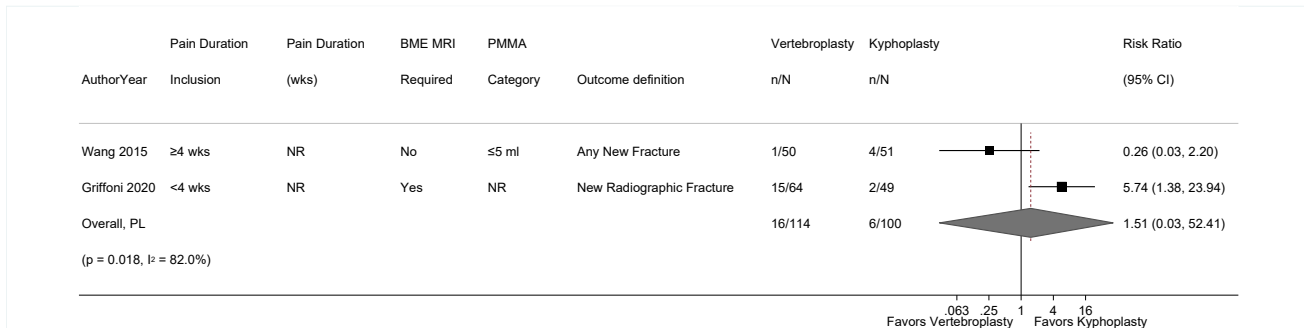 Pain Duration Pain Duration BME MRI PMMA Vertebroplasty Kyphoplasty Risk Ratio
AuthorYear Inclusion (wks) Required Category Outcome definition n/N n/N (95% CI)
Wang 2015 ≥4 wks NR No ≤5 ml Any New Fracture 1/50 4/51 0.26 (0.03, 2.20)
Griffoni 2020 <4 wks NR Yes NR New Radiographic Fracture 15/64 2/49 5.74 (1.38, 23.94)
Overall, PL 16/114 6/100 1.51 (0.03, 52.41)
(p = 0.018, I² = 82.0%)
.063 .25 1 4 16
Favors Vertebroplasty Favors Kyphoplasty